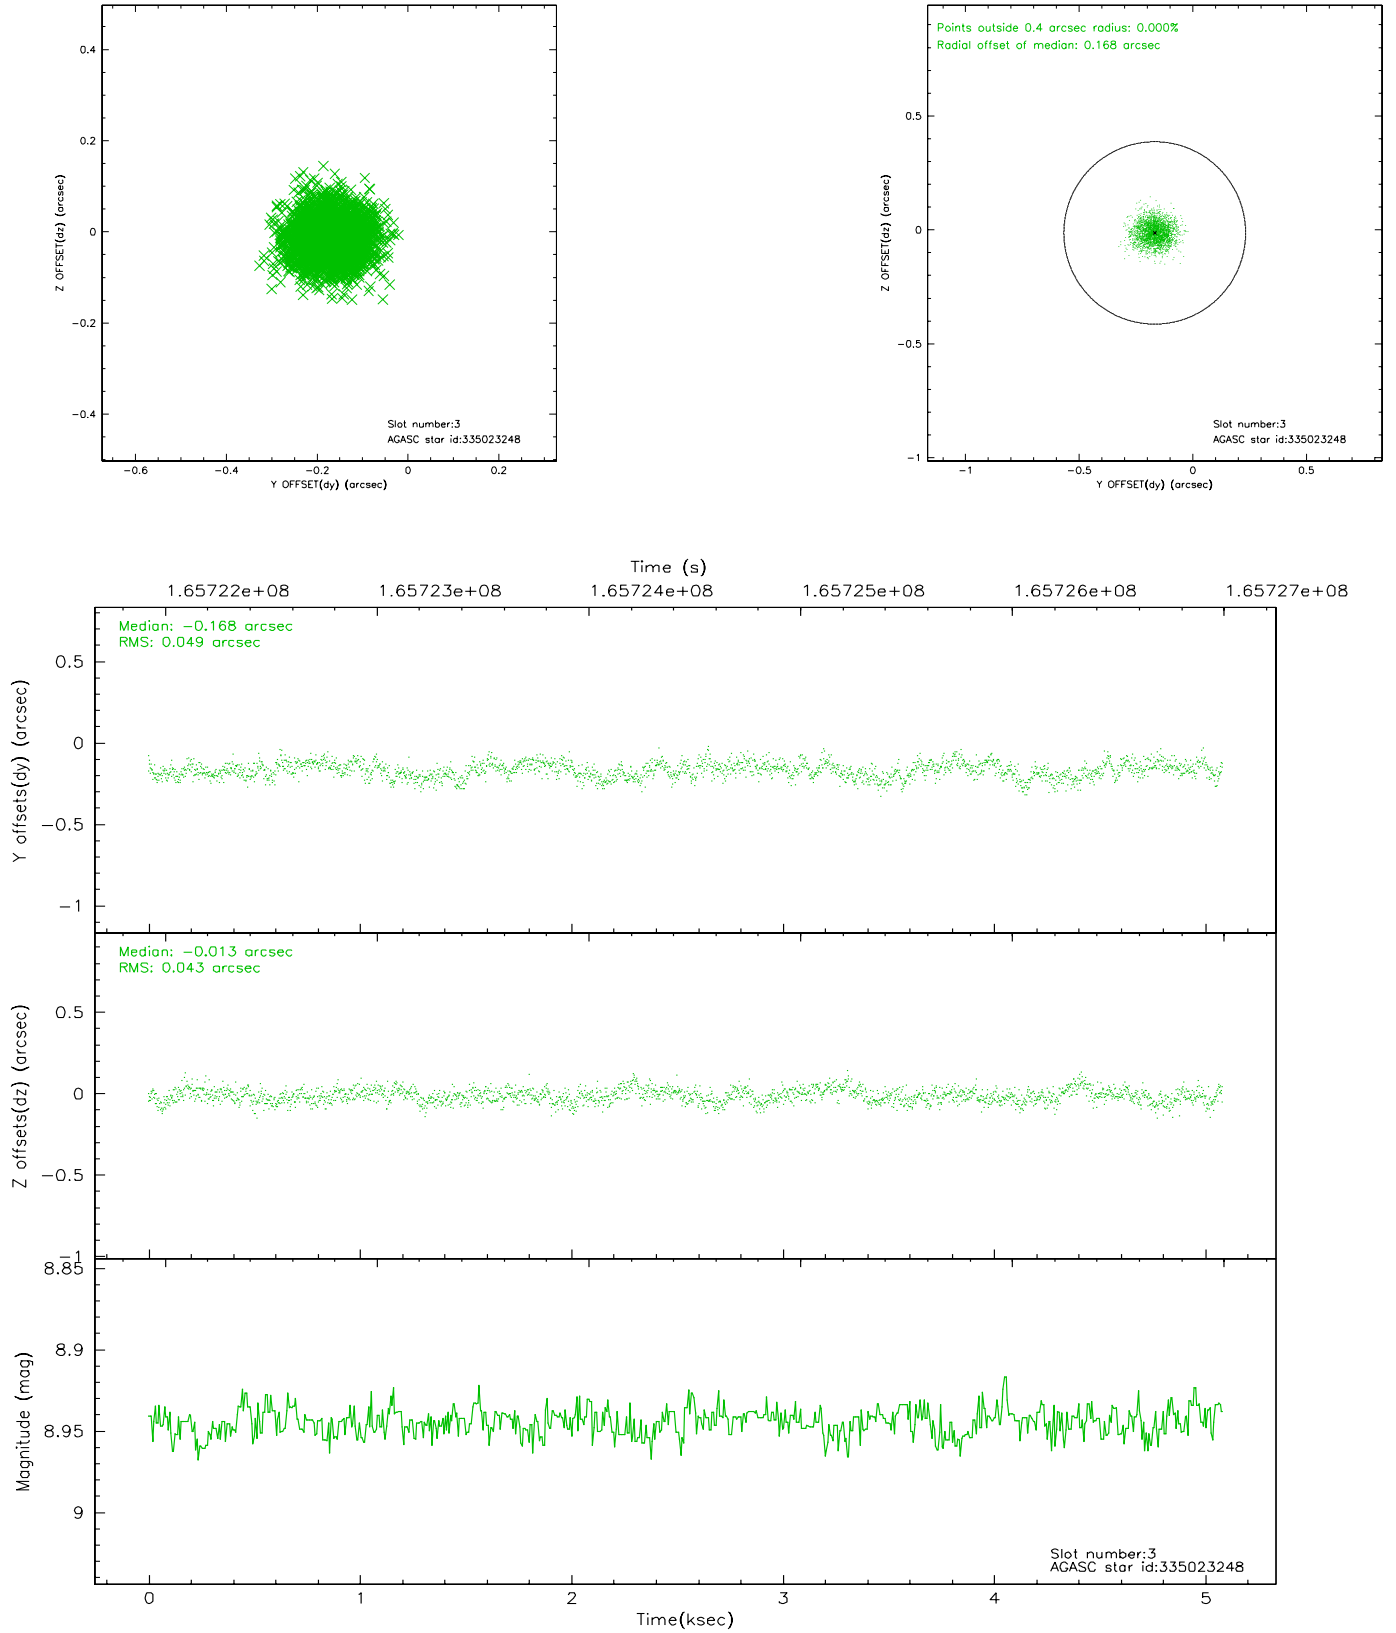 0.4
0.2
0
−0.2
−0.4
Z OFFSET(dz) (arcsec)
Slot number:3
AGASC star id:335023248
−0.6 −0.4 −0.2 0 0.2
Y OFFSET(dy) (arcsec)
Points outside 0.4 arcsec radius: 0.000%
Radial offset of median: 0.168 arcsec
0.5
0
−0.5
−1
Z OFFSET(dz) (arcsec)
Slot number:3
AGASC star id:335023248
−1 −0.5 0 0.5
Y OFFSET(dy) (arcsec)
Time (s)
1.65722e+08 1.65723e+08 1.65724e+08 1.65725e+08 1.65726e+08 1.65727e+08
Median: −0.168 arcsec
RMS: 0.049 arcsec
0.5
0
−0.5
−1
Y offsets(dy) (arcsec)
Median: −0.013 arcsec
RMS: 0.043 arcsec
0.5
0
−0.5
−1
Z offsets(dz) (arcsec)
8.85
8.9
8.95
9
Magnitude (mag)
Slot number:3
AGASC star id:335023248
0 1 2 3 4 5
Time(ksec)